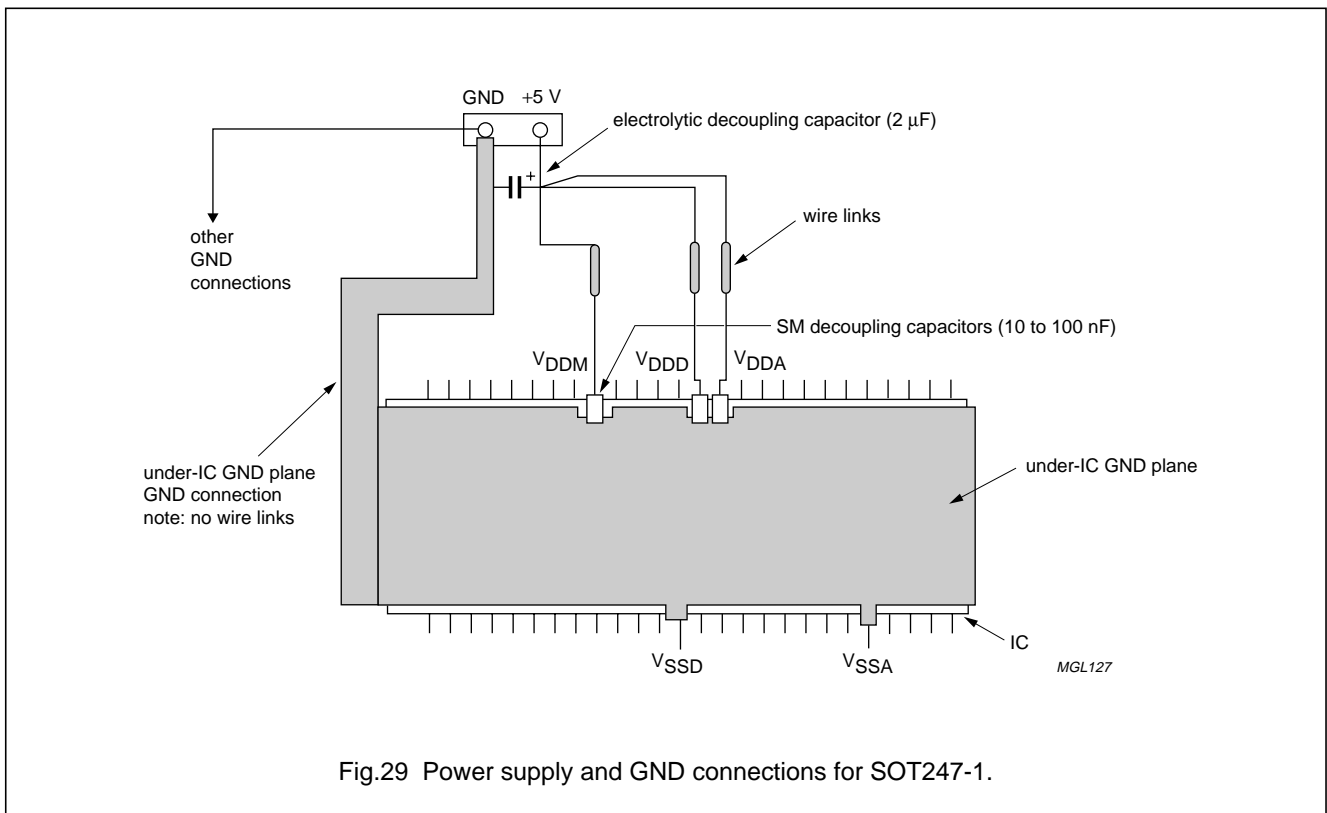 GND +5 V
electrolytic decoupling capacitor (2 μF)
+
wire links
other
GND
connections
SM decoupling capacitors (10 to 100 nF)
VDDM VDDD VDDA
under-IC GND plane
GND connection
note: no wire links
under-IC GND plane
IC
VSSD VSSA
MGL127
Fig.29 Power supply and GND connections for SOT247-1.